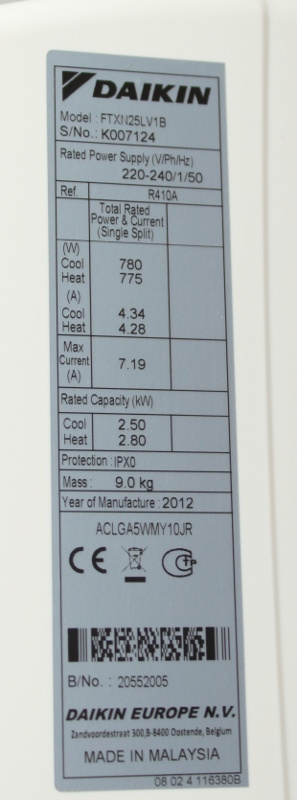 DAIKIN
Model : FTXN25LV1B
S/No.: K007124
Rated Power Supply (V/Ph/Hz)
220-240/1/50
Ref. R410A
Total Rated
Power & Current
(Single Split)
(W)
Cool 780
Heat 775
(A)
Cool 4.34
Heat 4.28
Max
Current 7.19
(A)
Rated Capacity (kW)
Cool 2.50
Heat 2.80
Protection : IPX0
Mass : 9.0 kg
Year of Manufacture : 2012
ACLGA5WMY10JR
CE
B/No. : 20552005
DAIKIN EUROPE N.V.
Zandvoordestraat 300,B-8400 Oostende, Belgium
MADE IN MALAYSIA
08 02 4 116380B